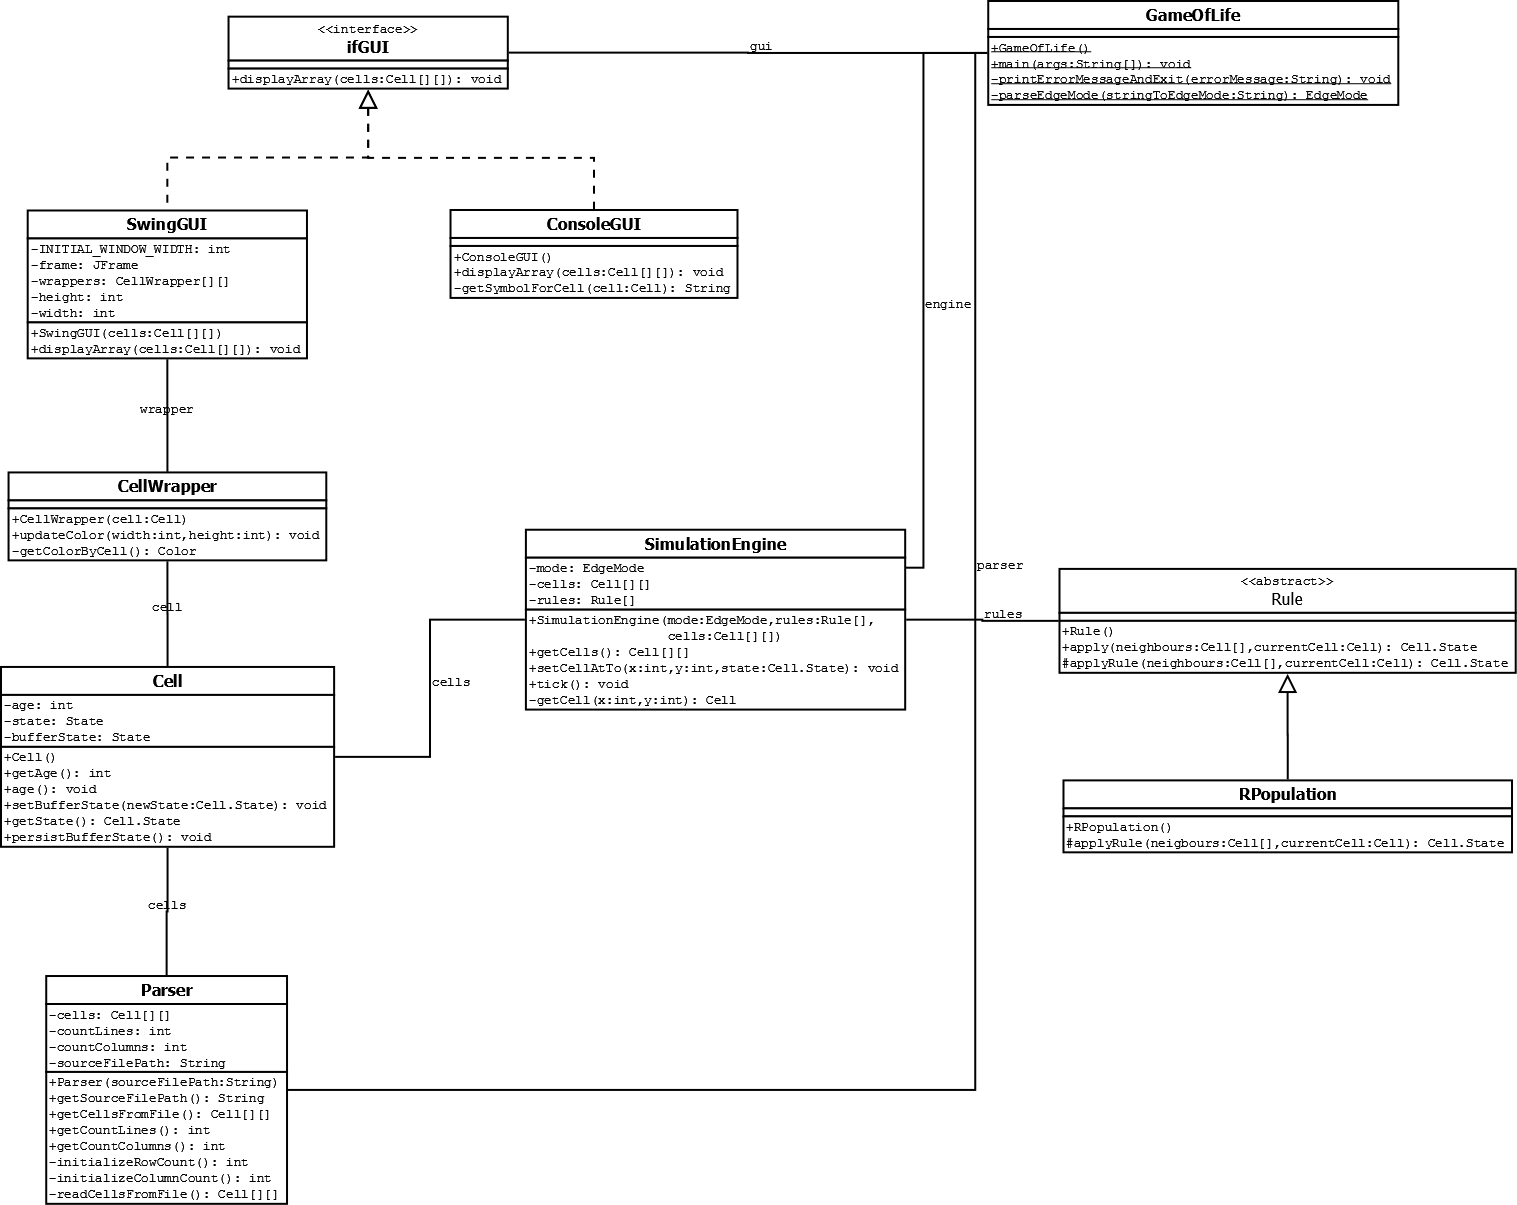 <<interface>>
ifGUI
+displayArray(cells:Cell[][]): void
gui
GameOfLife
+GameOfLife()
+main(args:String[]): void
-printErrorMessageAndExit(errorMessage:String): void
-parseEdgeMode(stringToEdgeMode:String): EdgeMode
SwingGUI
-INITIAL_WINDOW_WIDTH: int
-frame: JFrame
-wrappers: CellWrapper[][]
-height: int
-width: int
+SwingGUI(cells:Cell[][])
+displayArray(cells:Cell[][]): void
ConsoleGUI
+ConsoleGUI()
+displayArray(cells:Cell[][]): void
-getSymbolForCell(cell:Cell): String
engine
wrapper
CellWrapper
+CellWrapper(cell:Cell)
+updateColor(width:int,height:int): void
-getColorByCell(): Color
cell
SimulationEngine
-mode: EdgeMode
-cells: Cell[][]
-rules: Rule[]
+SimulationEngine(mode:EdgeMode,rules:Rule[],
cells:Cell[][])
+getCells(): Cell[][]
+setCellAtTo(x:int,y:int,state:Cell.State): void
+tick(): void
-getCell(x:int,y:int): Cell
parser
rules
<<abstract>>
Rule
+Rule()
+apply(neighbours:Cell[],currentCell:Cell): Cell.State
#applyRule(neighbours:Cell[],currentCell:Cell): Cell.State
cells
Cell
-age: int
-state: State
-bufferState: State
+Cell()
+getAge(): int
+age(): void
+setBufferState(newState:Cell.State): void
+getState(): Cell.State
+persistBufferState(): void
RPopulation
+RPopulation()
#applyRule(neigbours:Cell[],currentCell:Cell): Cell.State
cells
Parser
-cells: Cell[][]
-countLines: int
-countColumns: int
-sourceFilePath: String
+Parser(sourceFilePath:String)
+getSourceFilePath(): String
+getCellsFromFile(): Cell[][]
+getCountLines(): int
+getCountColumns(): int
-initializeRowCount(): int
-initializeColumnCount(): int
-readCellsFromFile(): Cell[][]